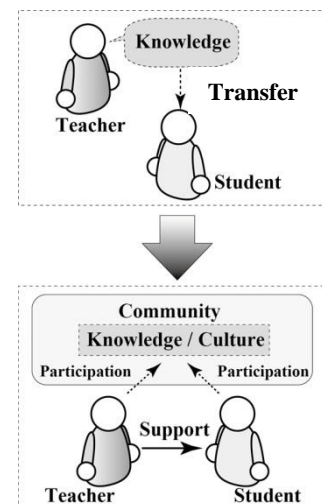 Knowledge
Transfer
Teacher
Student
Community
Knowledge / Culture
Participation Participation
Support
Teacher Student